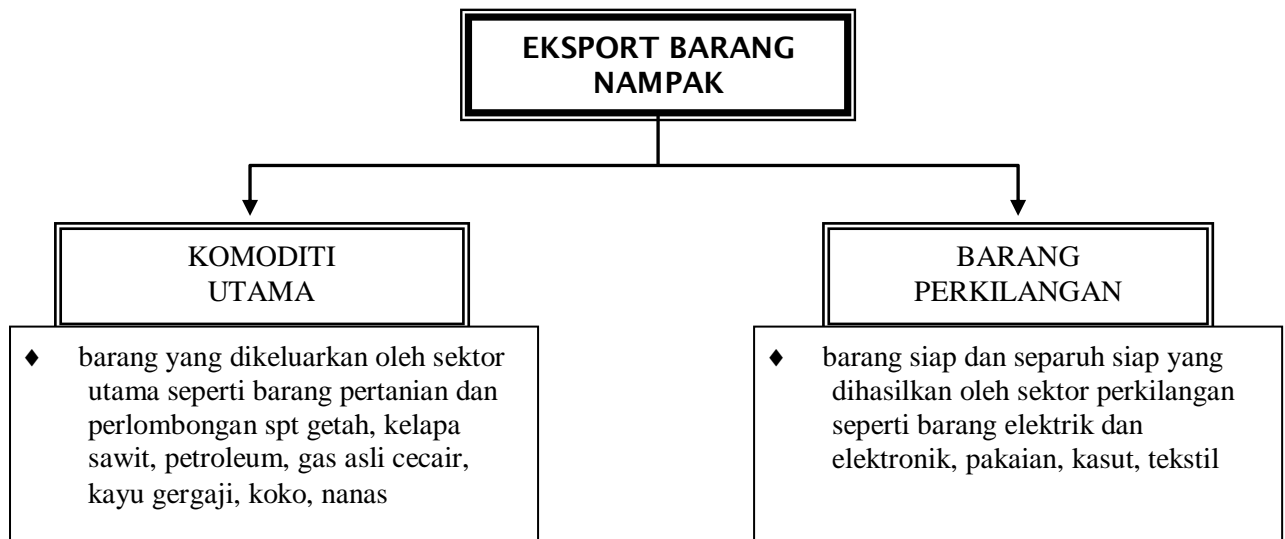 EKSPORT BARANG
NAMPAK
KOMODITI
UTAMA
♦ barang yang dikeluarkan oleh sektor
utama seperti barang pertanian dan
perlombongan spt getah, kelapa
sawit, petroleum, gas asli cecair,
kayu gergaji, koko, nanas
BARANG
PERKILANGAN
♦ barang siap dan separuh siap yang
dihasilkan oleh sektor perkilangan
seperti barang elektrik dan
elektronik, pakaian, kasut, tekstil